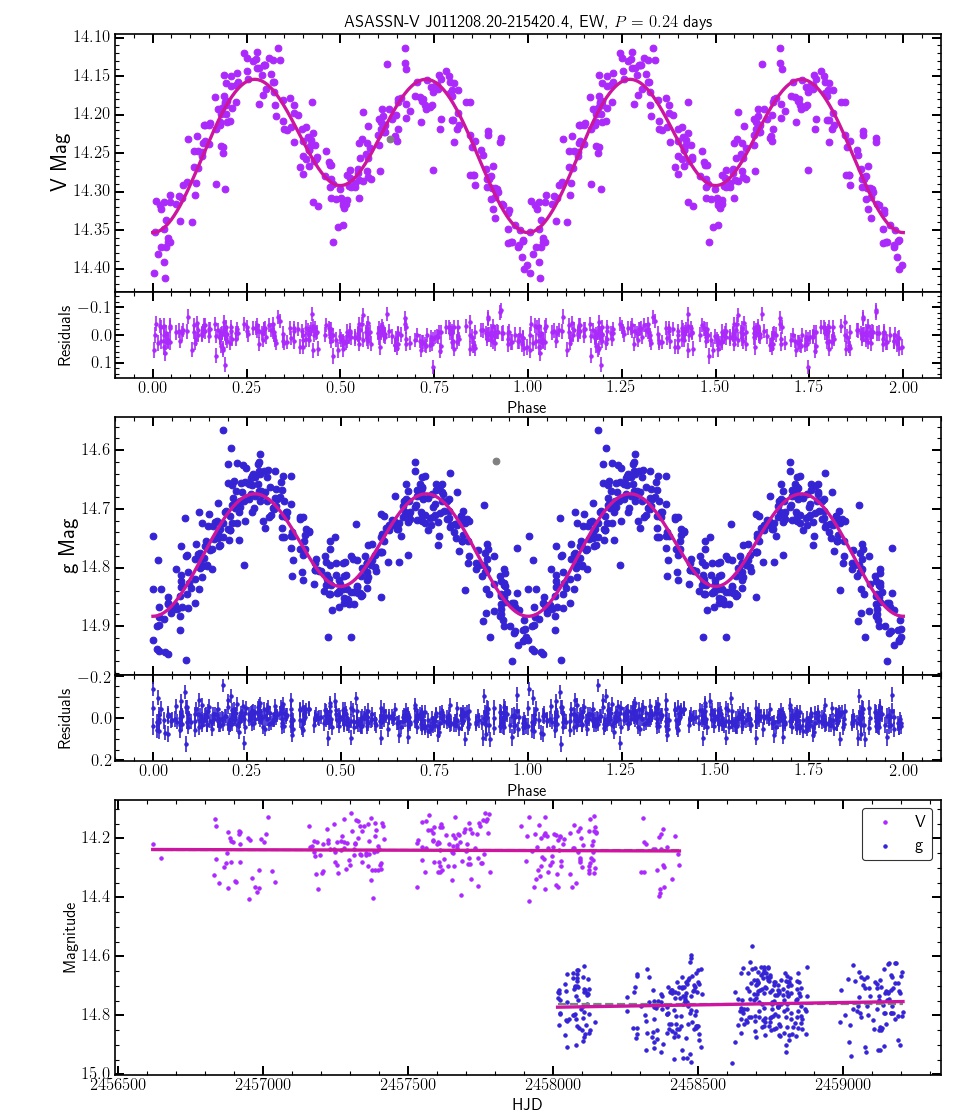 ASASSN-V J011208.20-215420.4, EW, P = 0.24 days
14.10
14.15
14.20
14.25
14.30
14.35
14.40
V Mag
−0.1
0.0
0.1
Residuals
0.00 0.25 0.50 0.75 1.00 1.25 1.50 1.75 2.00
Phase
14.6
14.7
14.8
14.9
g Mag
−0.2
0.0
0.2
Residuals
0.00 0.25 0.50 0.75 1.00 1.25 1.50 1.75 2.00
Phase
V
g
14.2
14.4
14.6
14.8
15.0
Magnitude
2456500 2457000 2457500 2458000 2458500 2459000
HJD